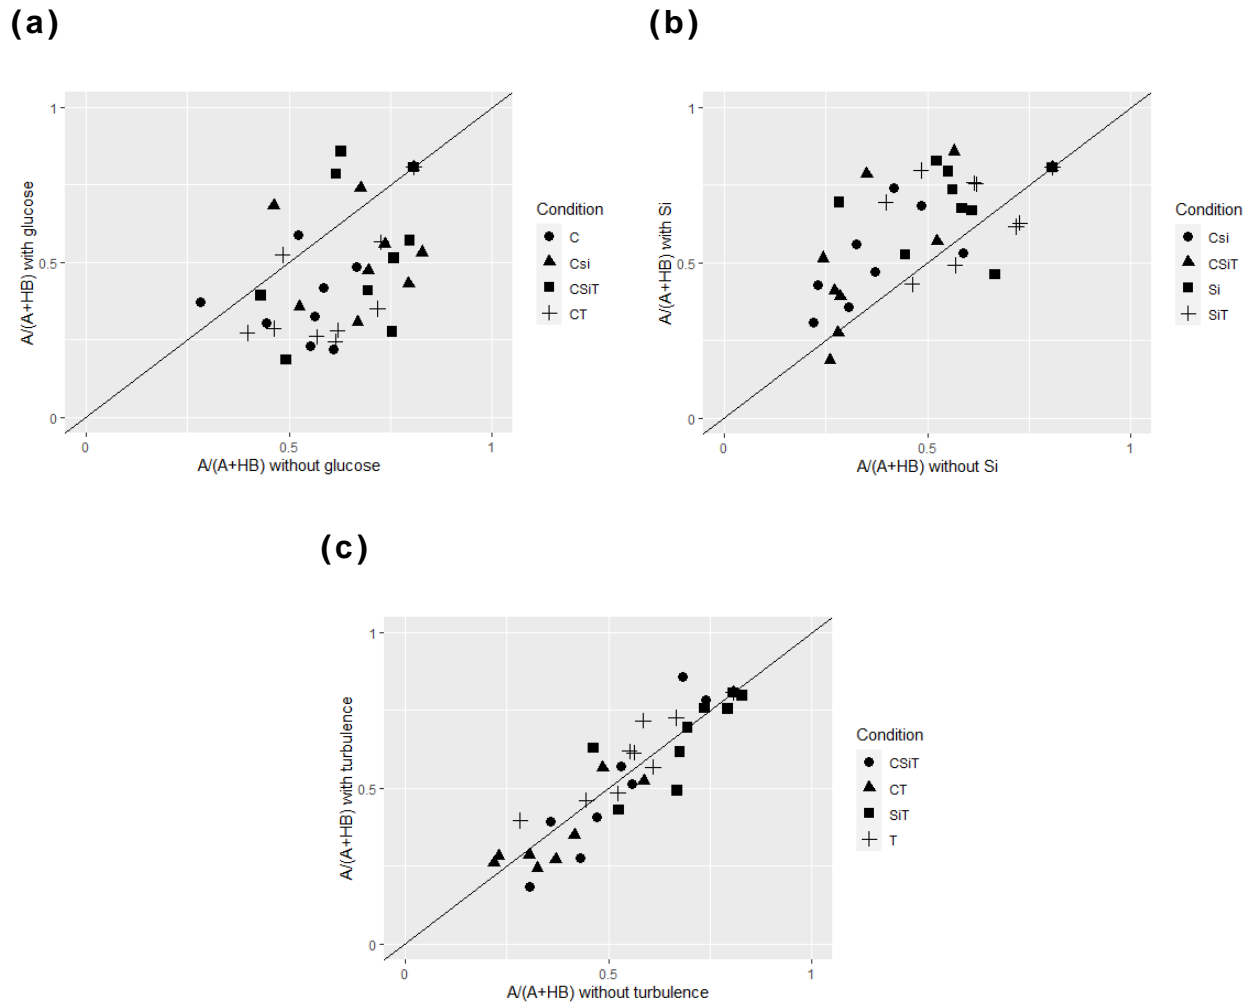 (a)
A/(A+HB) with glucose
1
0.5
0
0
0.5
1
A/(A+HB) without glucose
Condition
C
Csi
CSiT
CT
(b)
A/(A+HB) with Si
1
0.5
0
0
0.5
1
A/(A+HB) without Si
Condition
Csi
CSiT
Si
SiT
(c)
A/(A+HB) with turbulence
1
0.5
0
0
0.5
1
A/(A+HB) without turbulence
Condition
CSiT
CT
SiT
T